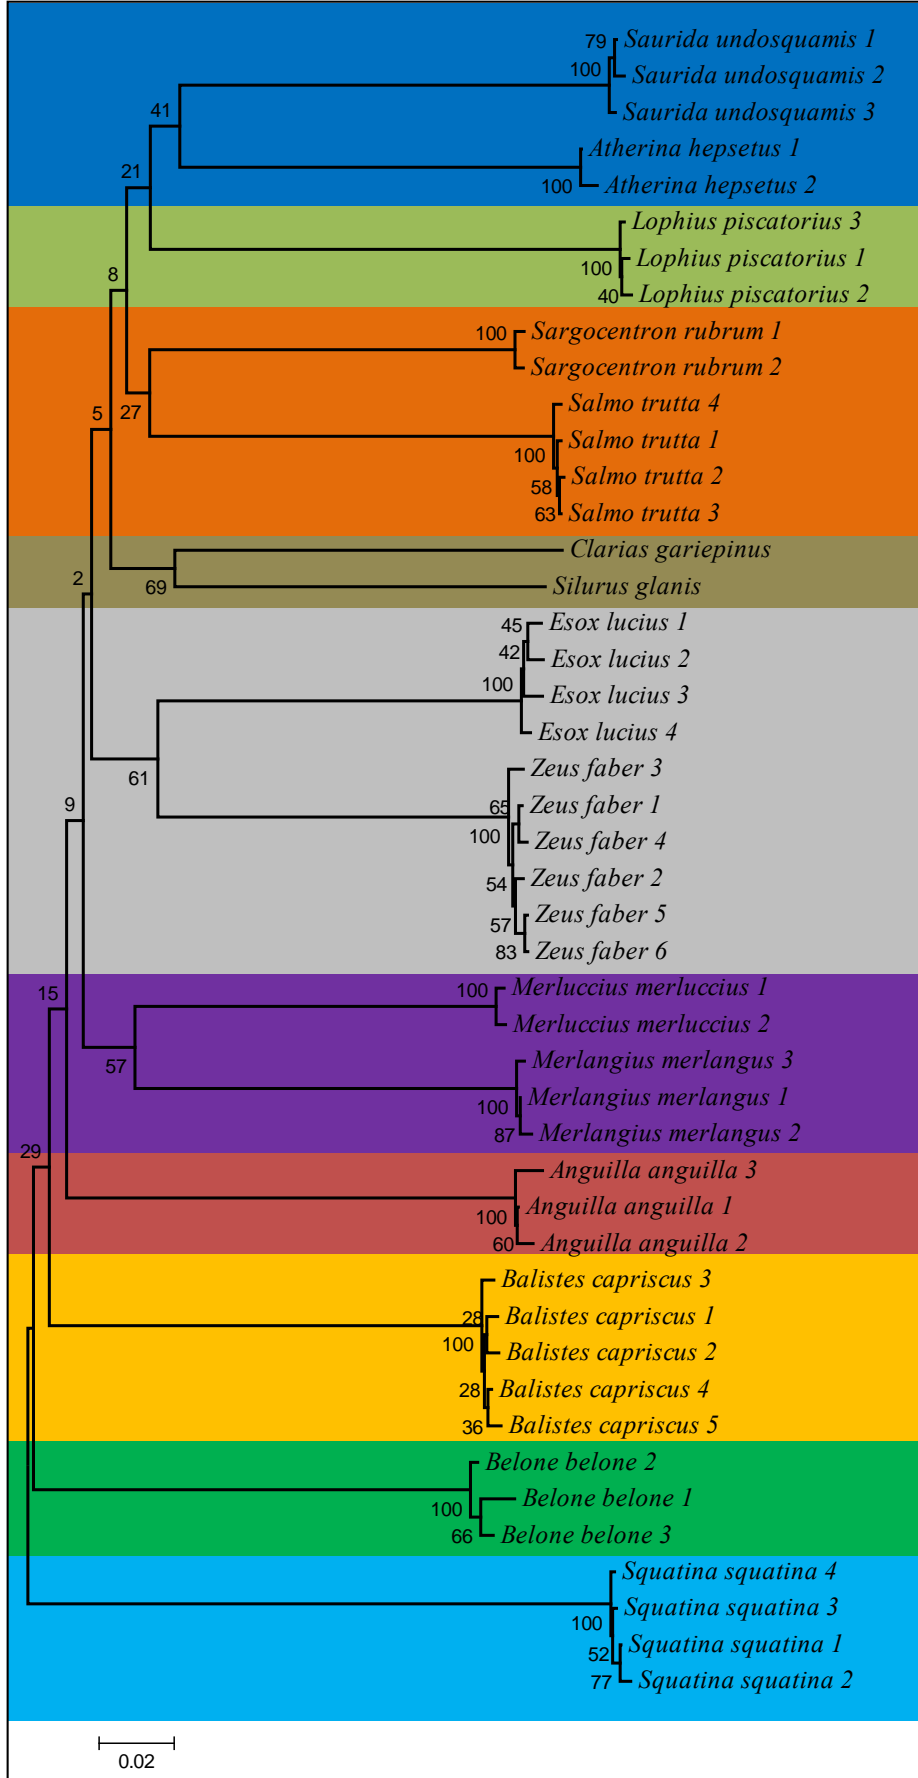 79
Saurida undosquamis 1
100
Saurida undosquamis 2
Saurida undosquamis 3
41
Atherina hepsetus 1
21
100
Atherina hepsetus 2
Lophius piscatorius 3
8
100
Lophius piscatorius 1
40
Lophius piscatorius 2
100
Sargocentron rubrum 1
Sargocentron rubrum 2
5
27
Salmo trutta 4
100
Salmo trutta 1
58
Salmo trutta 2
63
Salmo trutta 3
Clarias gariepinus
2
69
Silurus glanis
45
Esox lucius 1
42
Esox lucius 2
100
Esox lucius 3
Esox lucius 4
61
Zeus faber 3
9
65
Zeus faber 1
100
Zeus faber 4
54
Zeus faber 2
57
Zeus faber 5
83
Zeus faber 6
15
100
Merluccius merluccius 1
Merluccius merluccius 2
57
Merlangius merlangus 3
100
Merlangius merlangus 1
87
Merlangius merlangus 2
29
Anguilla anguilla 3
100
Anguilla anguilla 1
60
Anguilla anguilla 2
Balistes capriscus 3
28
Balistes capriscus 1
100
Balistes capriscus 2
28
Balistes capriscus 4
36
Balistes capriscus 5
Belone belone 2
100
Belone belone 1
66
Belone belone 3
Squatina squatina 4
100
Squatina squatina 3
52
Squatina squatina 1
77
Squatina squatina 2
0.02